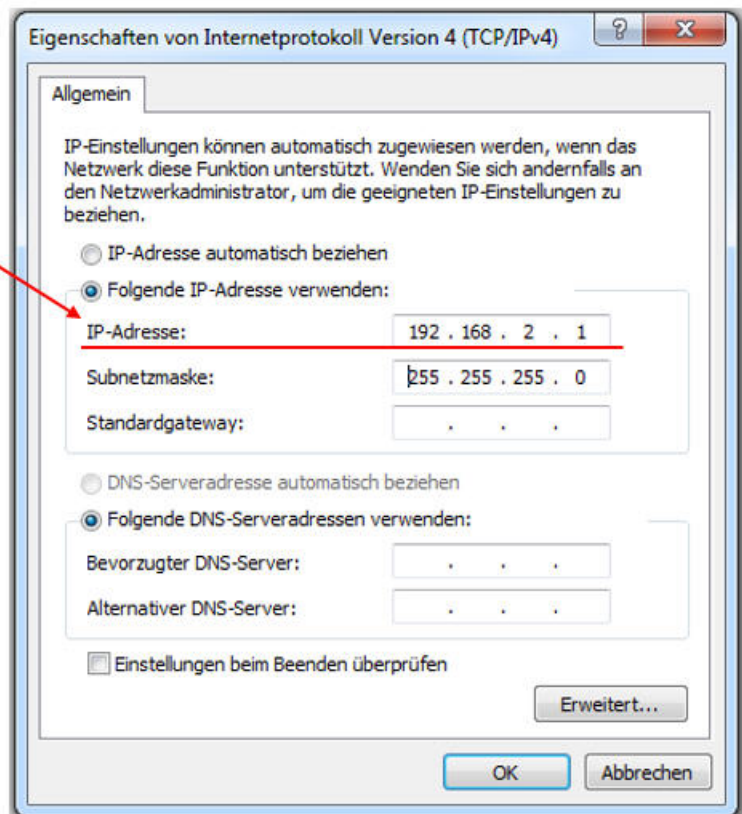 Eigenschaften von Internetprotokoll Version 4 (TCP/IPv4)
Allgemein
IP-Einstellungen können automatisch zugewiesen werden, wenn das
Netzwerk diese Funktion unterstützt. Wenden Sie sich andernfalls an
den Netzwerkadministrator, um die geeigneten IP-Einstellungen zu
beziehen.
IP-Adresse automatisch beziehen
Folgende IP-Adresse verwenden:
IP-Adresse: 192 . 168 . 2 . 1
Subnetzmaske: 255 . 255 . 255 . 0
Standardgateway: . . .
DNS-Serveradresse automatisch beziehen
Folgende DNS-Serveradressen verwenden:
Bevorzugter DNS-Server: . . .
Alternativer DNS-Server: . . .
Einstellungen beim Beenden überprüfen
Erweitert...
OK Abbrechen